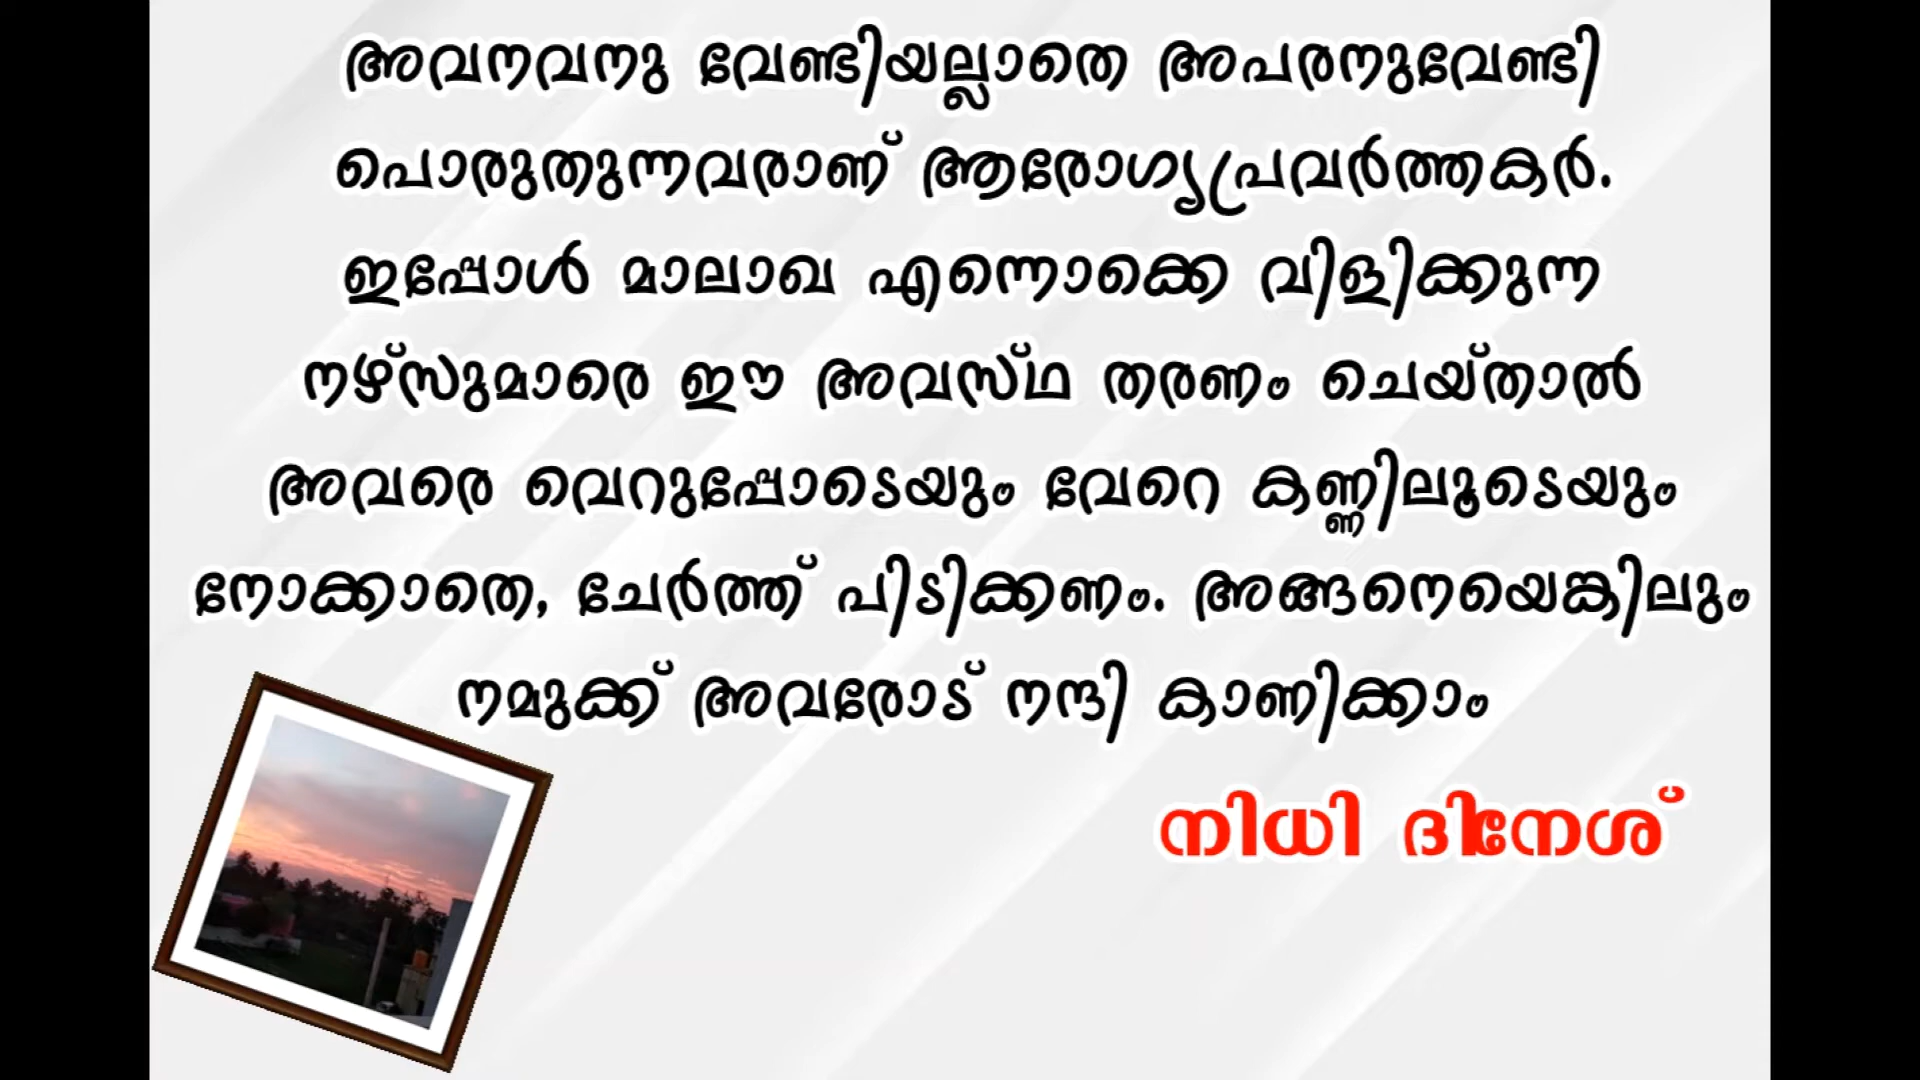 അവനവനു വേണ്ടിയല്ലാതെ അപരനുവേണ്ടി
പൊരുതുന്നവരാണ് ആരോഗ്യപ്രവർത്തകർ.
ഇപ്പോൾ മാലാഖ എന്നൊക്കെ വിളിക്കുന്ന
നഴ്സുമാരെ ഈ അവസ്ഥ തരണം ചെയ്താൽ
അവരെ വെറുപ്പോടെയും വേറെ കണ്ണിലൂടെയും
നോക്കാതെ, ചേർത്ത് പിടിക്കണം. അങ്ങനെയെങ്കിലും
നമുക്ക് അവരോട് നന്ദി കാണിക്കാം
നിധി ദിനേശ്